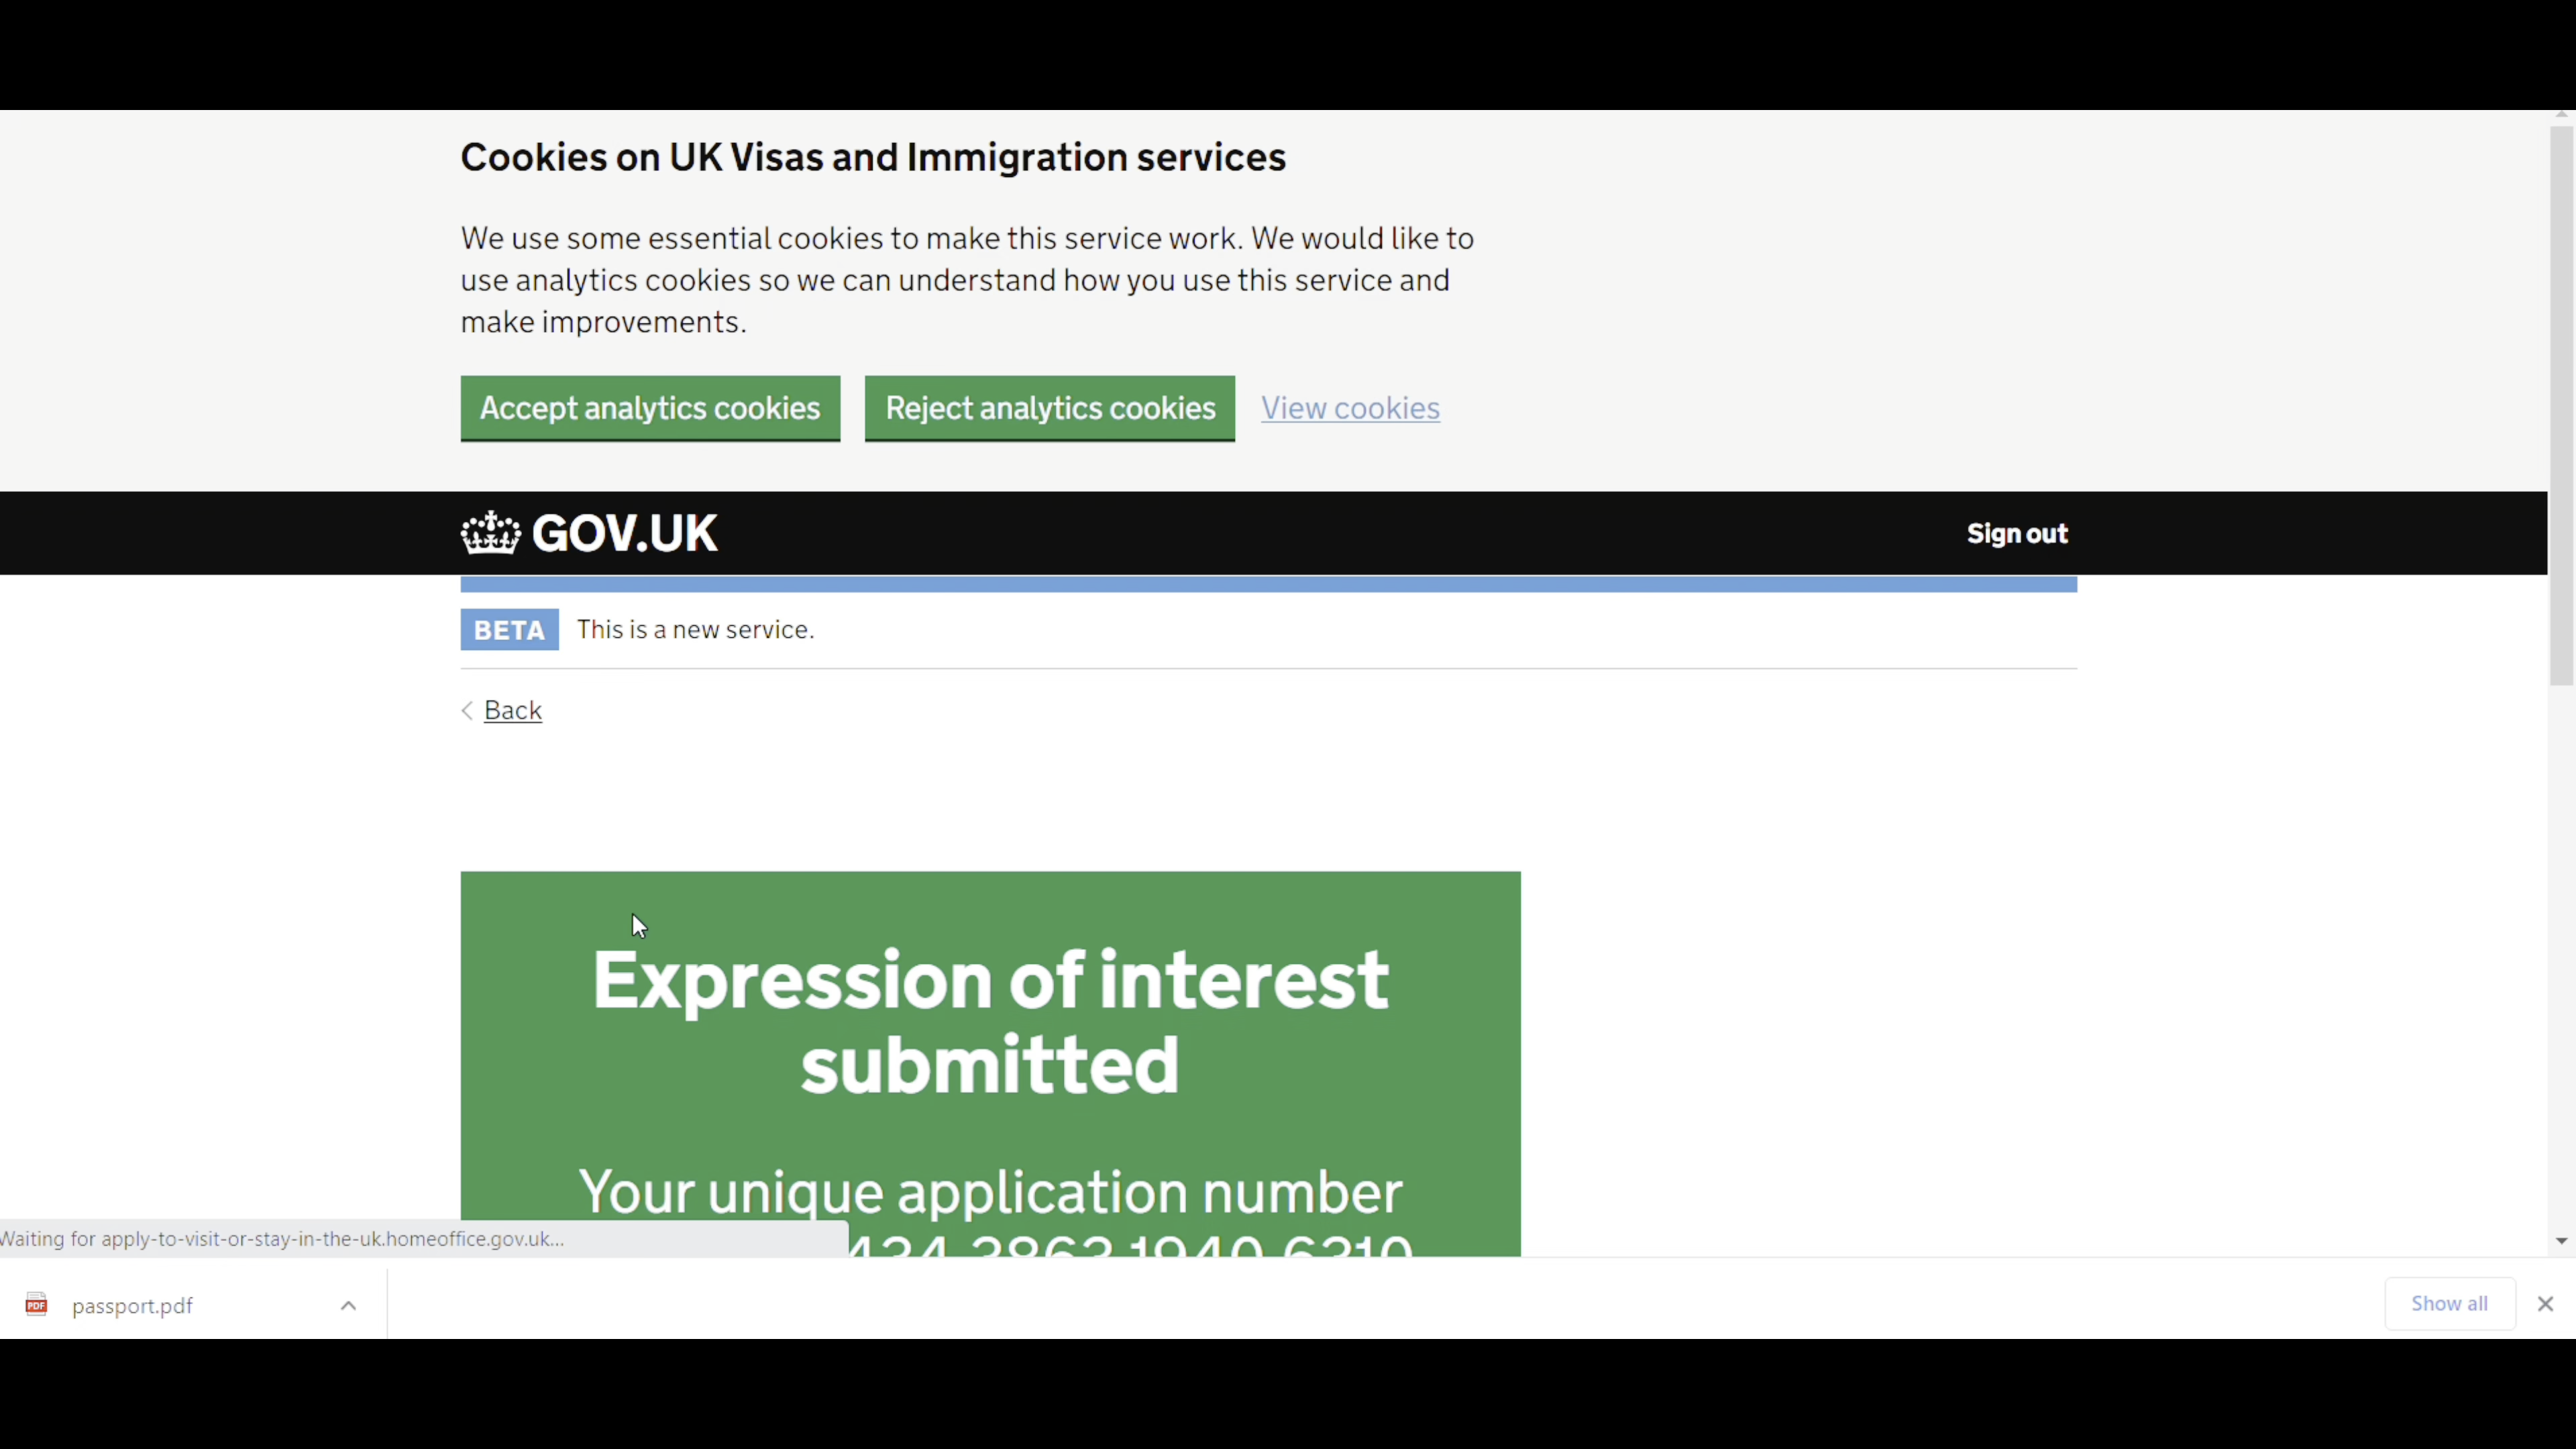 Cookies on UK Visas and Immigration services
We use some essential cookies to make this service work. We would like to
use analytics cookies so we can understand how you use this service and
make improvements.
Accept analytics cookies Reject analytics cookies View cookies
GOV.UK Sign out
BETA This is a new service.
Back
Expression of interest
submitted
Your unique application number
Waiting for apply-to-visit-or-stay-in-the-uk.homeoffice.gov.uk...
PDF passport.pdf Show all